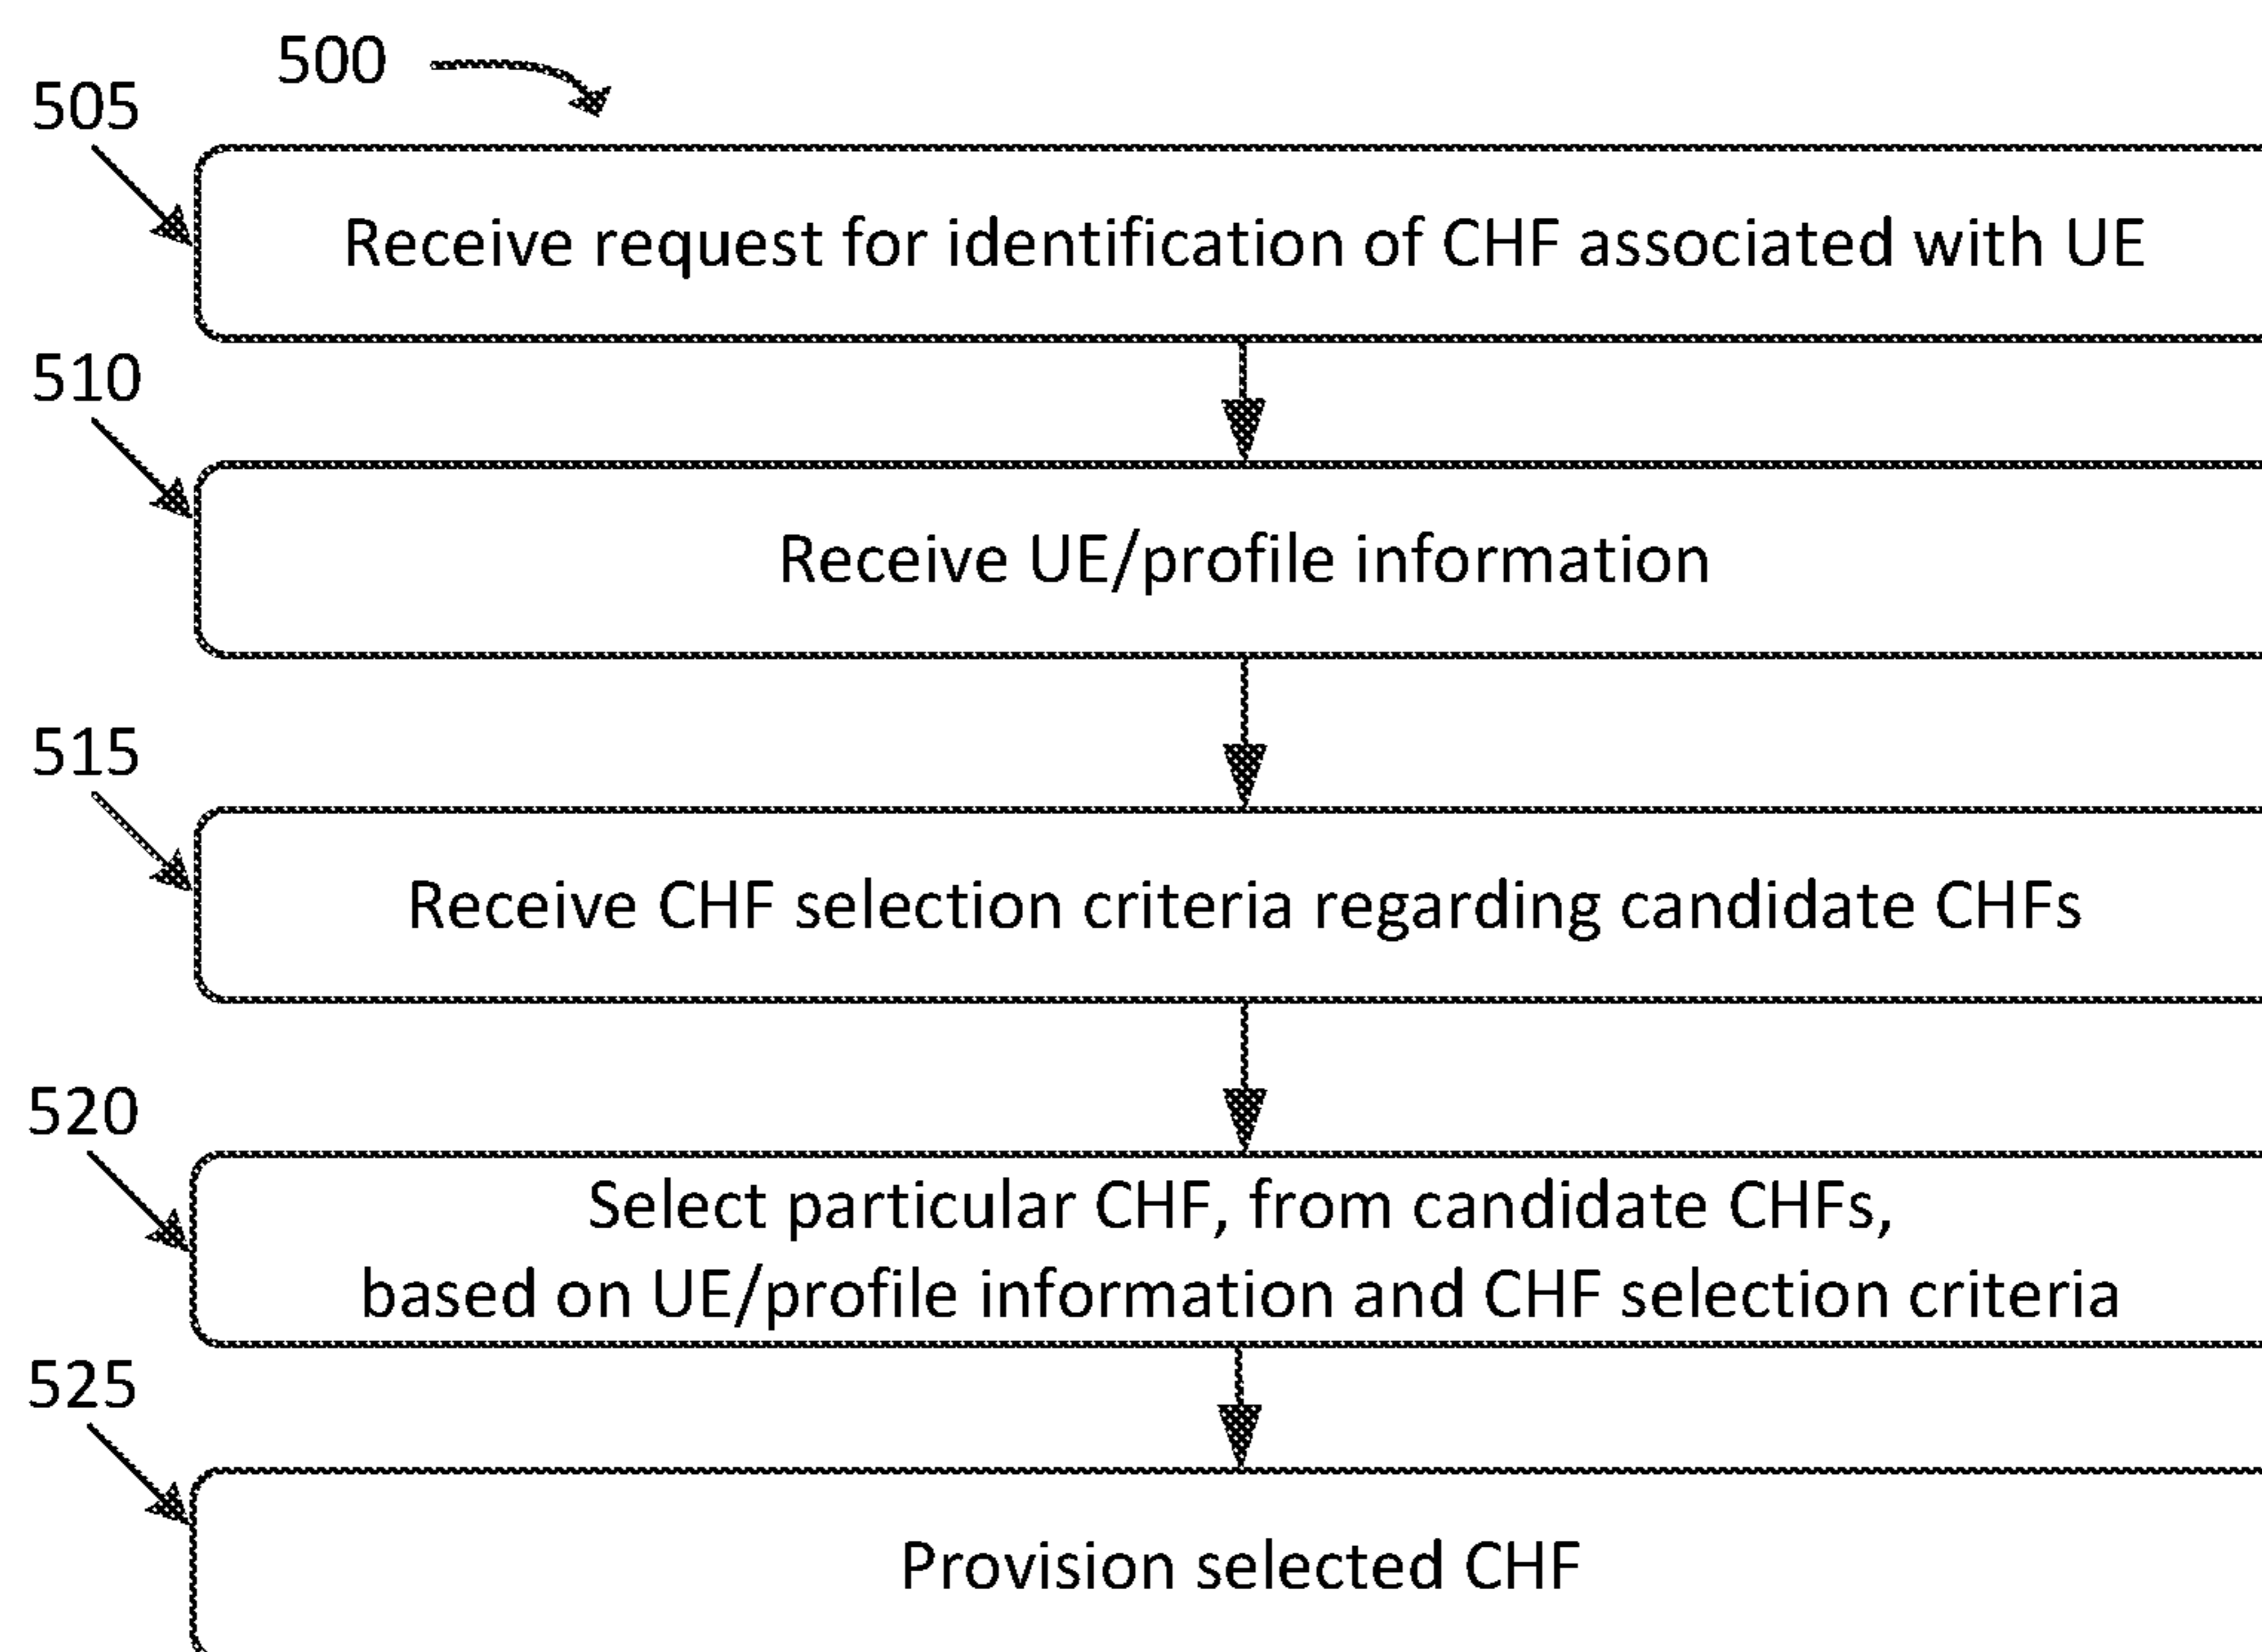 500
505
Receive request for identification of CHF associated with UE
510
Receive UE/profile information
515
Receive CHF selection criteria regarding candidate CHFs
520
Select particular CHF, from candidate CHFs,
based on UE/profile information and CHF selection criteria
525
Provision selected CHF